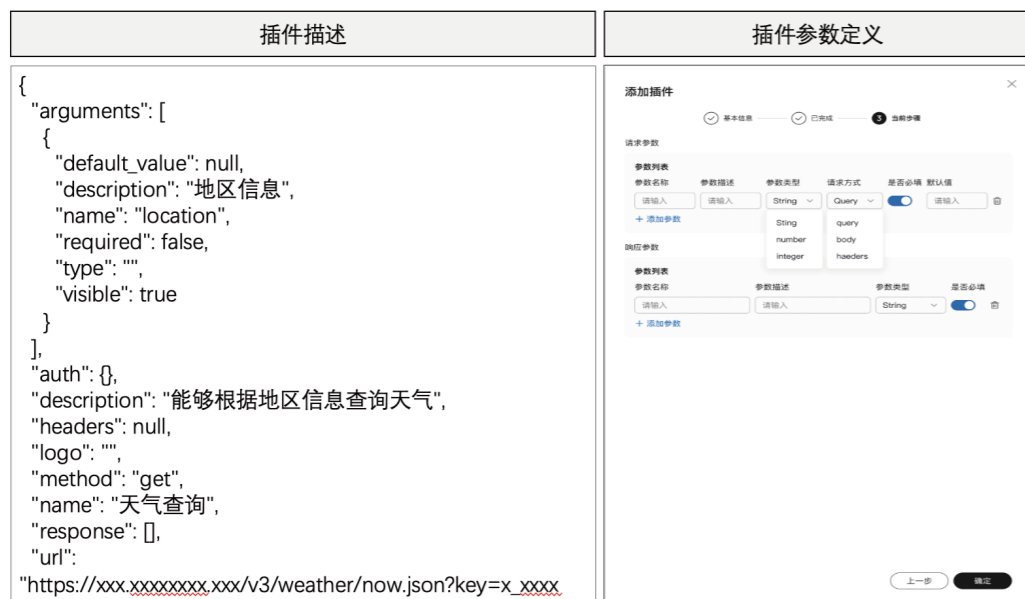 插件描述
插件参数定义
{
"arguments": [
{
"default_value": null,
"description": "地区信息",
"name": "location",
"required": false,
"type": "",
"visible": true
}
],
"auth": {},
"description": "能够根据地区信息查询天气",
"headers": null,
"logo": "",
"method": "get",
"name": "天气查询",
"response": [],
"url":
"https://xxx.xxxxxxxx.xxx/v3/weather/now.json?key=x_xxxx
添加插件
基本信息 已完成 3 当前步骤
请求参数
参数列表
参数名称 参数描述 参数类型 请求方式 是否必填 默认值
请输入 请输入 String Query 请输入
+ 添加参数
Sting query
number body
integer haeders
响应参数
参数列表
参数名称 参数描述 参数类型 是否必填
请输入 请输入 String
+ 添加参数
上一步 确定